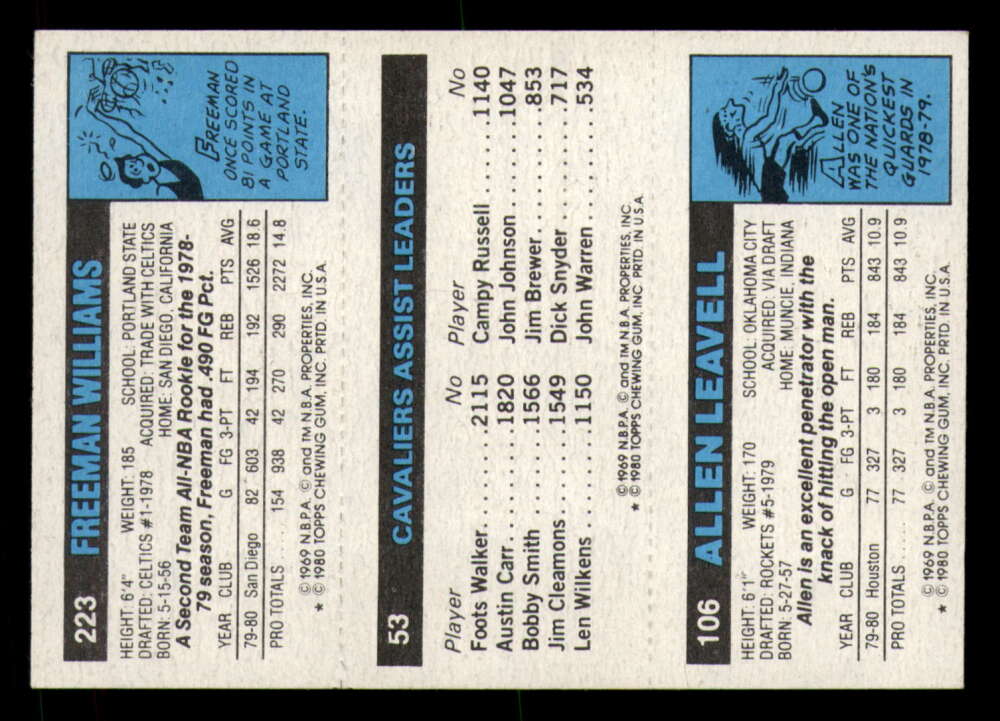 223 FREEMAN WILLIAMS
HEIGHT: 6'4" WEIGHT: 185 SCHOOL: PORTLAND STATE
DRAFTED: CELTICS #1-1978 ACQUIRED: TRADE WITH CELTICS
BORN: 5-15-56 HOME: SAN DIEGO, CALIFORNIA
A Second Team All-NBA Rookie for the 1978-
79 season, Freeman had .490 FG Pct.
YEAR CLUB G FG 3-PT FT REB PTS AVG
79-80 San Diego 82 603 42 194 192 1526 18.6
PRO TOTALS .... 154 938 42 270 290 2272 14.8
© 1969 N.B.P.A. © and TM N.B.A. PROPERTIES, INC.
★ © 1980 TOPPS CHEWING GUM, INC. PRTD. IN U.S.A.
FREEMAN
ONCE SCORED
81 POINTS IN
A GAME AT
PORTLAND
STATE.
53 CAVALIERS ASSIST LEADERS
Player No Player No
Foots Walker........2115 Campy Russell.....1140
Austin Carr..........1820 John Johnson.....1047
Bobby Smith........1566 Jim Brewer..........853
Jim Cleamons......1549 Dick Snyder.........717
Len Wilkens.........1150 John Warren........534
© 1969 N.B.P.A. © and TM N.B.A. PROPERTIES, INC.
★ © 1980 TOPPS CHEWING GUM, INC. PRTD. IN U.S.A.
106 ALLEN LEAVELL
HEIGHT: 6'1" WEIGHT: 170 SCHOOL: OKLAHOMA CITY
DRAFTED: ROCKETS #5-1979 ACQUIRED: VIA DRAFT
BORN: 5-27-57 HOME: MUNCIE, INDIANA
Allen is an excellent penetrator with the
knack of hitting the open man.
YEAR CLUB G FG 3-PT FT REB PTS AVG
79-80 Houston 77 327 3 180 184 843 10.9
PRO TOTALS ..... 77 327 3 180 184 843 10.9
© 1969 N.B.P.A. © and TM N.B.A. PROPERTIES, INC.
★ © 1980 TOPPS CHEWING GUM, INC. PRTD. IN U.S.A.
ALLEN
WAS ONE OF
THE NATION'S
QUICKEST
GUARDS IN
1978-79.